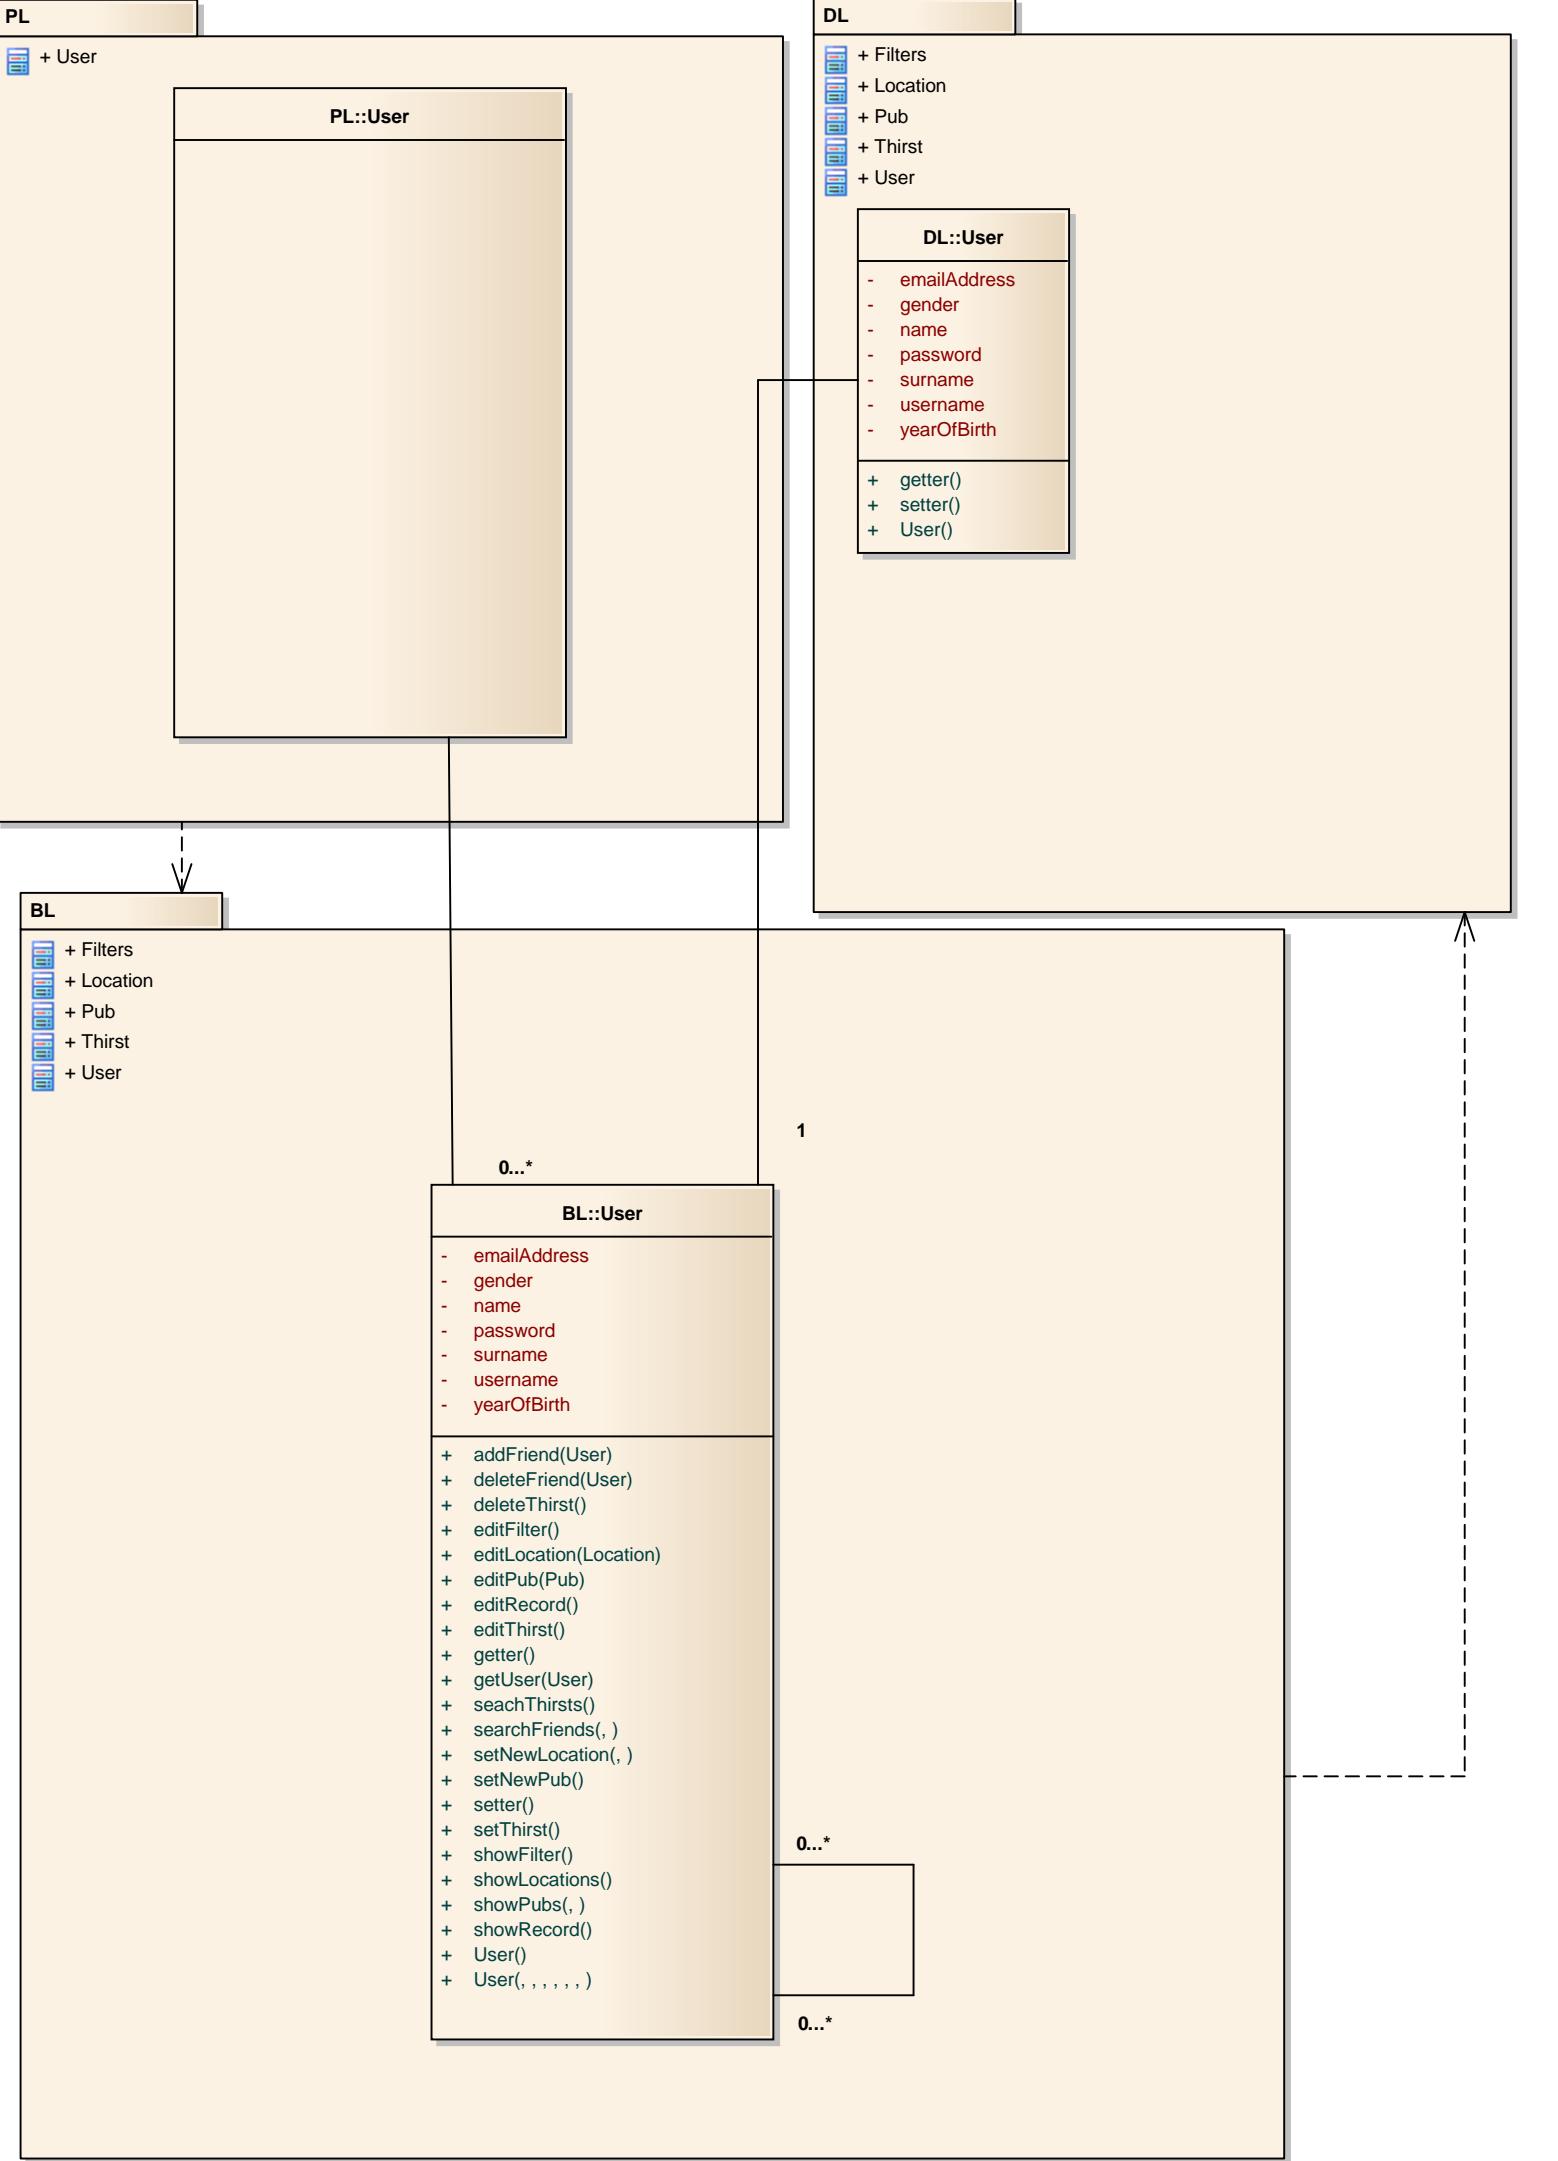 PL
+ User
PL::User
DL
+ Filters
+ Location
+ Pub
+ Thirst
+ User
DL::User
- emailAddress
- gender
- name
- password
- surname
- username
- yearOfBirth
+ getter()
+ setter()
+ User()
BL
+ Filters
+ Location
+ Pub
+ Thirst
+ User
1
0...*
BL::User
- emailAddress
- gender
- name
- password
- surname
- username
- yearOfBirth
+ addFriend(User)
+ deleteFriend(User)
+ deleteThirst()
+ editFilter()
+ editLocation(Location)
+ editPub(Pub)
+ editRecord()
+ editThirst()
+ getter()
+ getUser(User)
+ seachThirsts()
+ searchFriends(, )
+ setNewLocation(, )
+ setNewPub()
+ setter()
+ setThirst()
+ showFilter()
+ showLocations()
+ showPubs(, )
+ showRecord()
+ User()
+ User(, , , , , , )
0...*
0...*